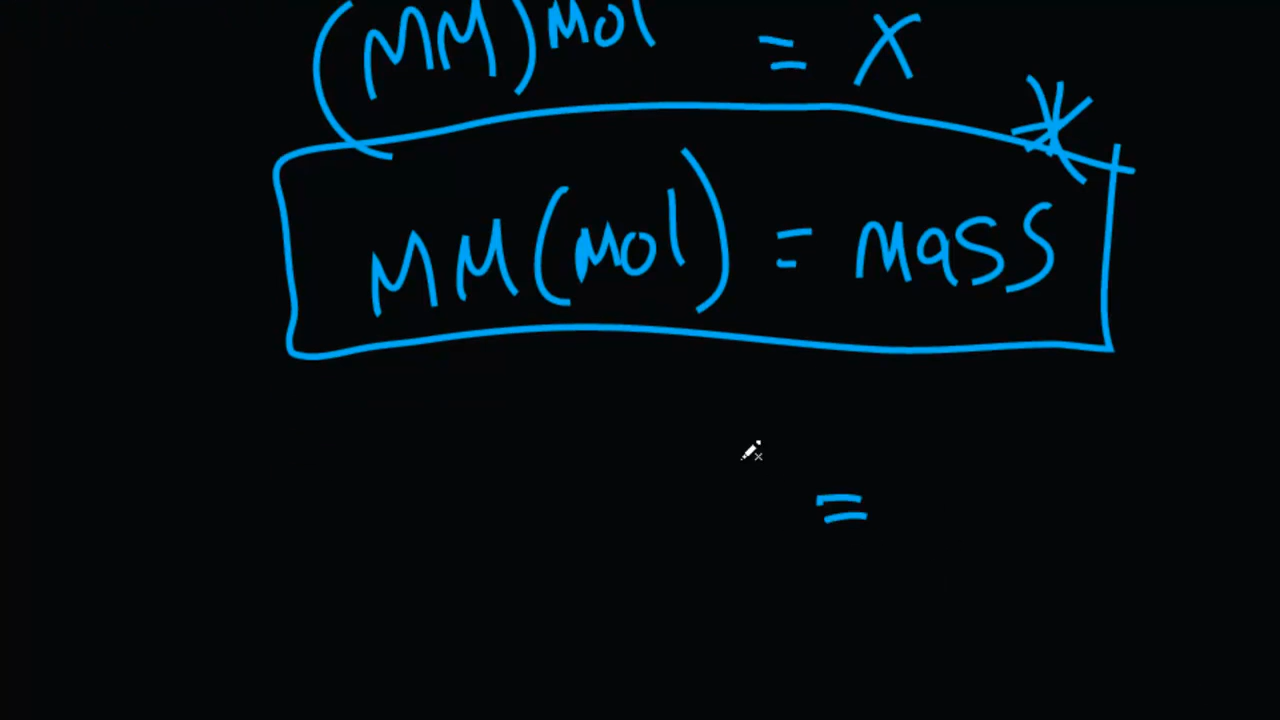 (MM) mol = x
MM (mol) = mass
=